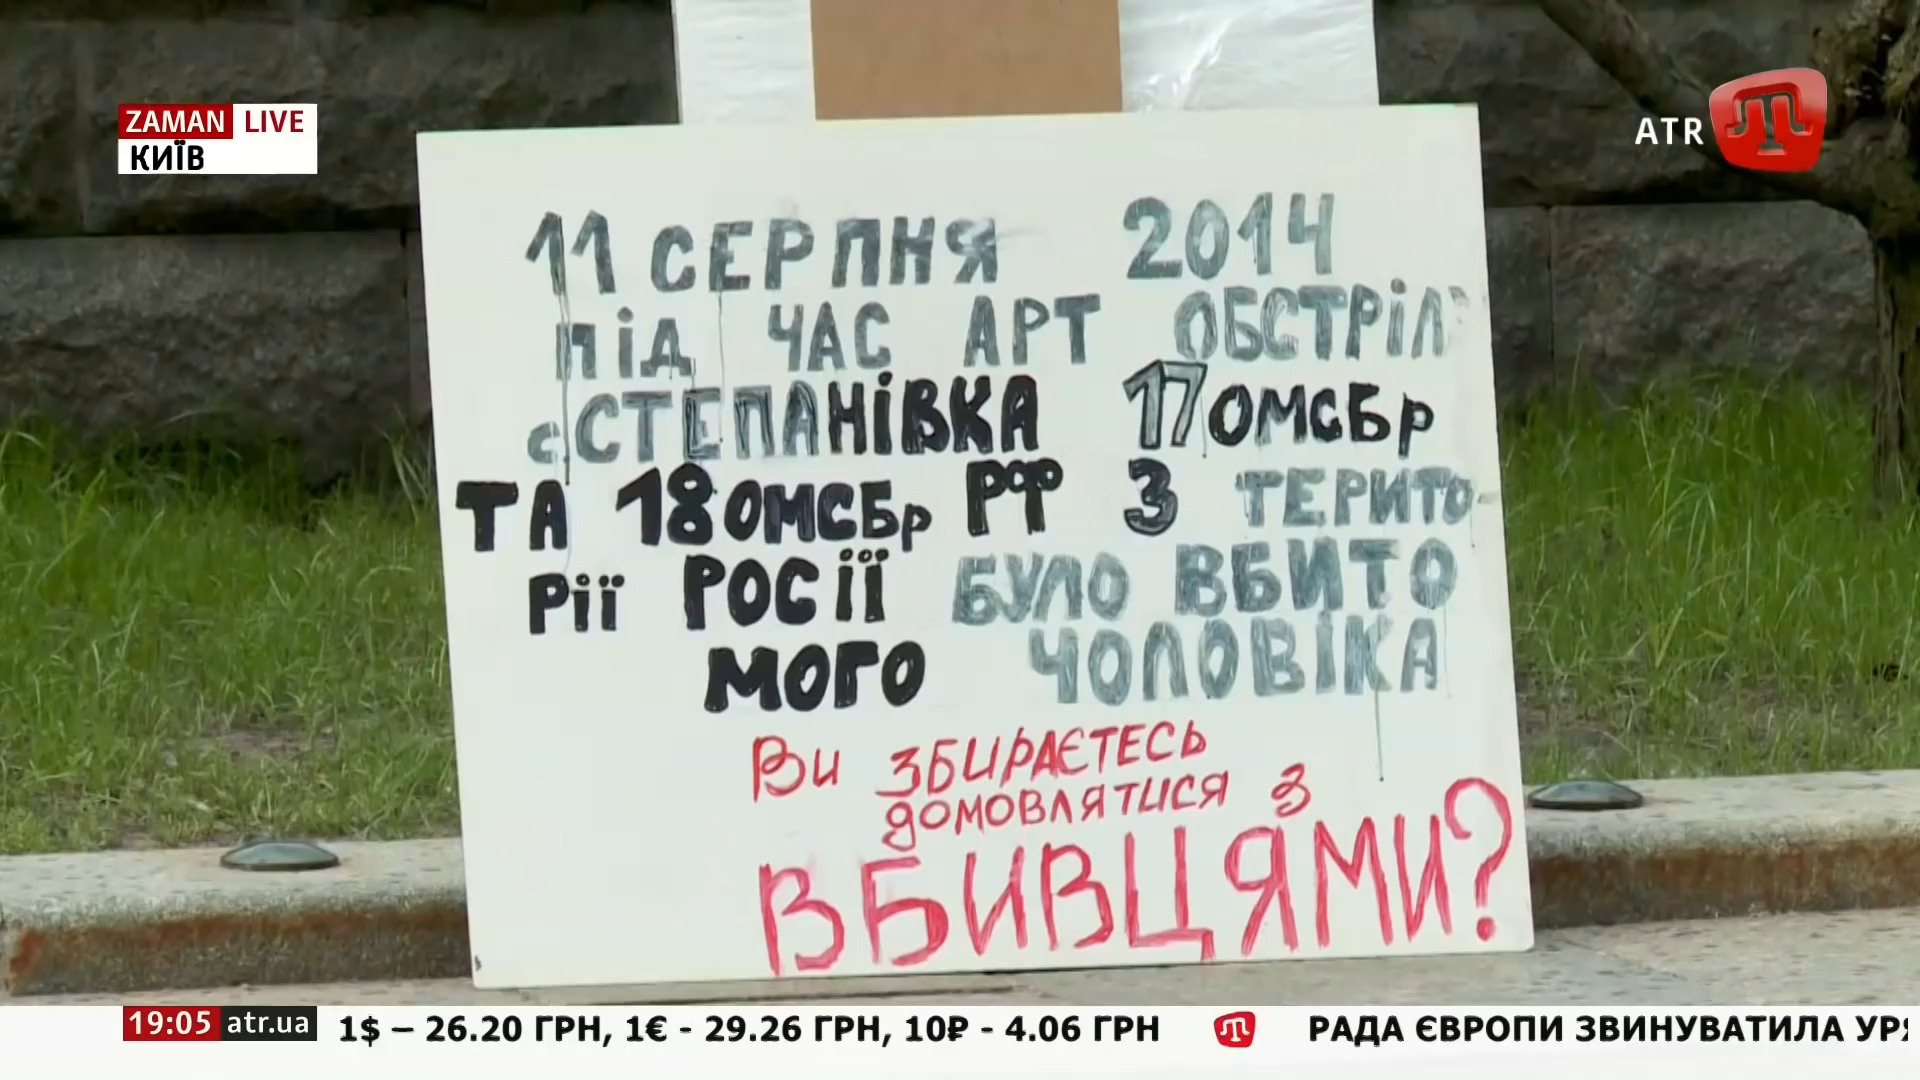 ZAMAN LIVE
КИЇВ
ATR
11 СЕРПНЯ 2014
ПІД ЧАС АРТ ОБСТРІЛ
с.СТЕПАНІВКА 17 ОМСБр
ТА 18 ОМСБр РФ З ТЕРИТО-
РІЇ РОСІЇ БУЛО ВБИТО
МОГО ЧОЛОВІКА
Ви ЗБИРАЄТЕСЬ
ДОМОВЛЯТИСЯ З
ВБИВЦЯМИ?
19:05 atr.ua 1$ – 26.20 ГРН, 1€ - 29.26 ГРН, 10₽ - 4.06 ГРН РАДА ЄВРОПИ ЗВИНУВАТИЛА